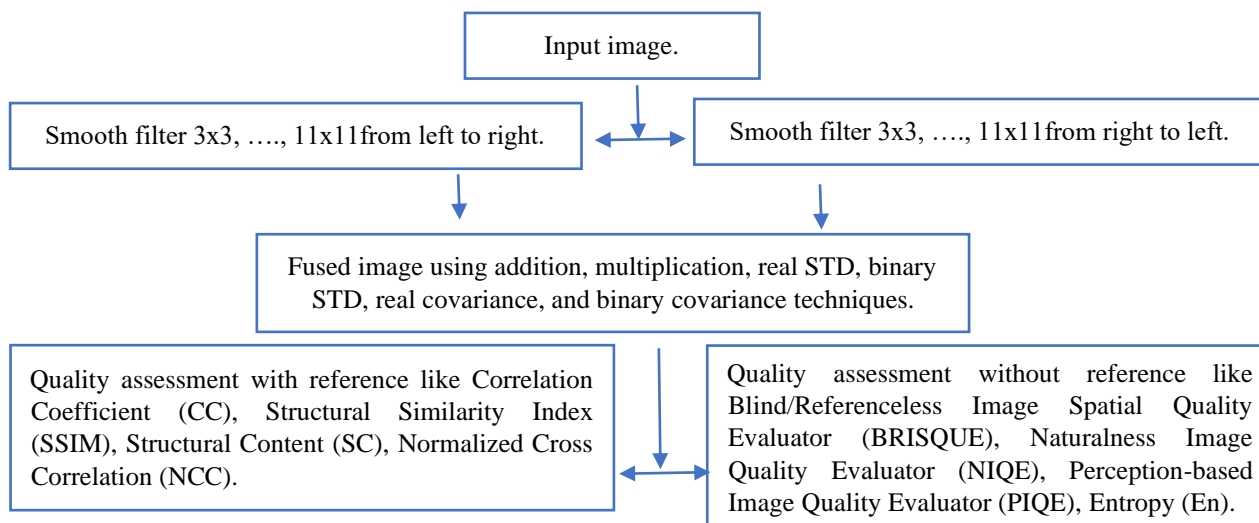 Input image.
Smooth filter 3x3, …., 11x11from left to right.
Smooth filter 3x3, …., 11x11from right to left.
Fused image using addition, multiplication, real STD, binary
STD, real covariance, and binary covariance techniques.
Quality assessment with reference like Correlation
Coefficient (CC), Structural Similarity Index
(SSIM), Structural Content (SC), Normalized Cross
Correlation (NCC).
Quality assessment without reference like
Blind/Referenceless Image Spatial Quality
Evaluator (BRISQUE), Naturalness Image
Quality Evaluator (NIQE), Perception-based
Image Quality Evaluator (PIQE), Entropy (En).